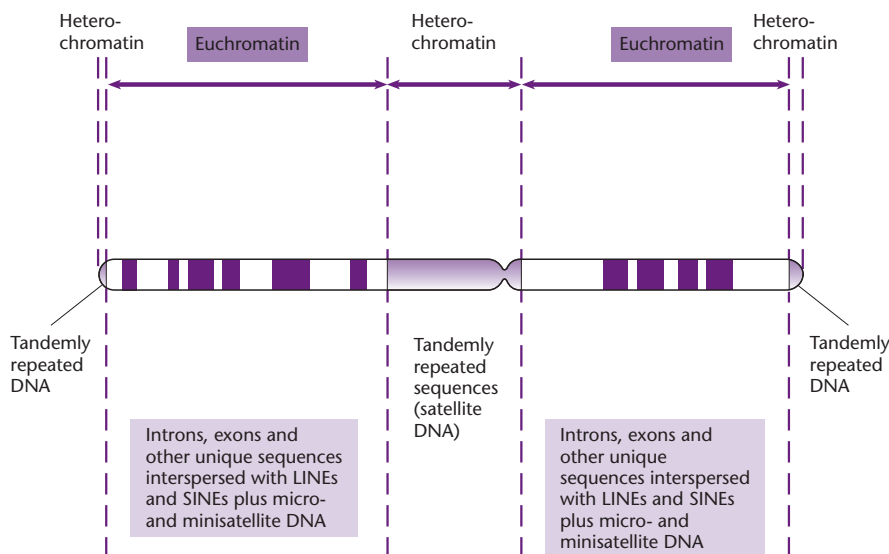 Hetero-
chromatin
Euchromatin
Hetero-
chromatin
Euchromatin
Hetero-
chromatin
Tandemly
repeated
DNA
Tandemly
repeated
sequences
(satellite
DNA)
Tandemly
repeated
DNA
Introns, exons and
other unique sequences
interspersed with LINEs
and SINEs plus micro-
and minisatellite DNA
Introns, exons and
other unique
sequences interspersed
with LINEs and SINEs
plus micro- and
minisatellite DNA